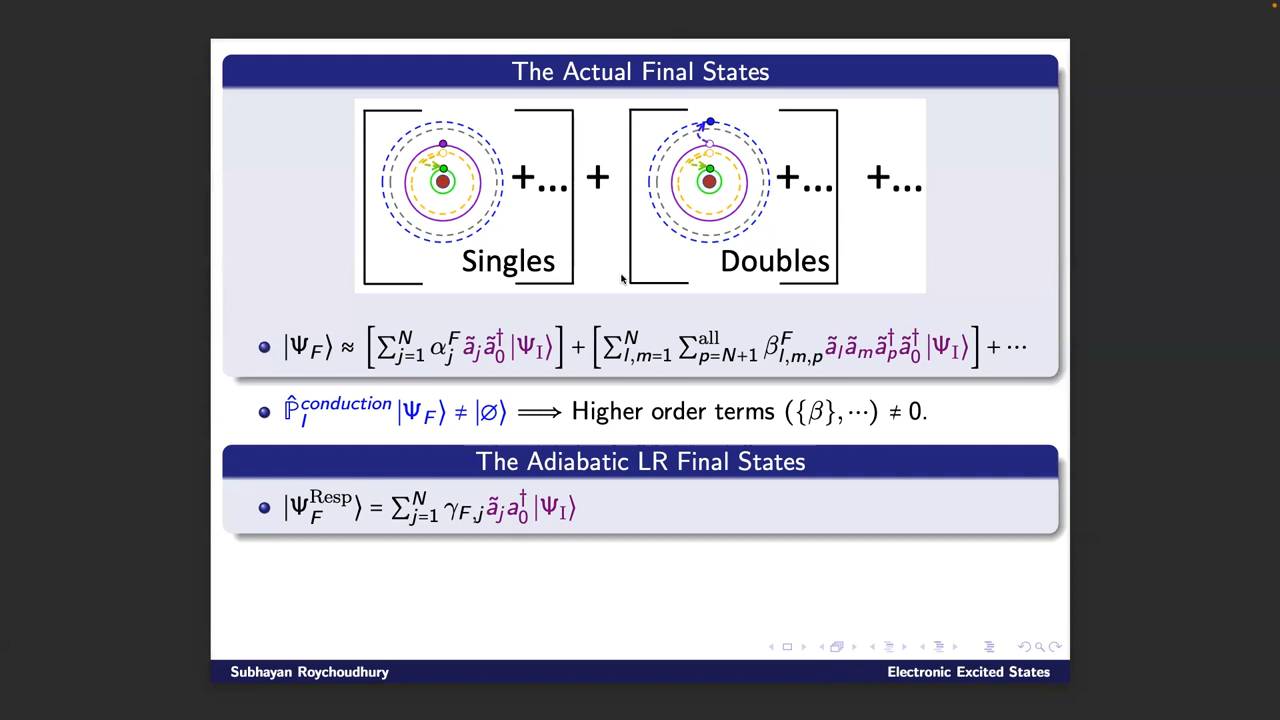 The Actual Final States
+... + +... +...
Singles Doubles
|Ψ_F⟩ ≈ [∑_{j=1}^N α_j^F ã_j ã_0^† |Ψ_I⟩] + [∑_{l,m=1}^N ∑_{p=N+1}^{all} β_{l,m,p}^F ã_l ã_m ã_p^† ã_0^† |Ψ_I⟩] + ⋯
ℙ̂_I^{conduction} |Ψ_F⟩ ≠ |∅⟩ ⟹ Higher order terms ({β}, ⋯) ≠ 0.
The Adiabatic LR Final States
|Ψ_F^{Resp}⟩ = ∑_{j=1}^N γ_{F,j} ã_j a_0^† |Ψ_I⟩
Subhayan Roychoudhury Electronic Excited States